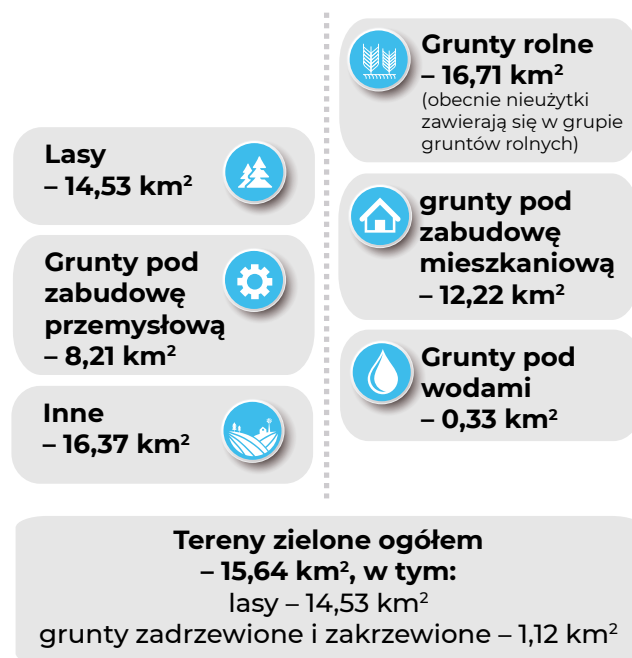 Lasy
– 14,53 km²
Grunty pod
zabudowę
przemysłową
– 8,21 km²
Inne
– 16,37 km²
Grunty rolne
– 16,71 km²
(obecnie nieużytki
zawierają się w grupie
gruntów rolnych)
grunty pod
zabudowę
mieszkaniową
– 12,22 km²
Grunty pod
wodami
– 0,33 km²
Tereny zielone ogółem
– 15,64 km², w tym:
lasy – 14,53 km²
grunty zadrzewione i zakrzewione – 1,12 km²